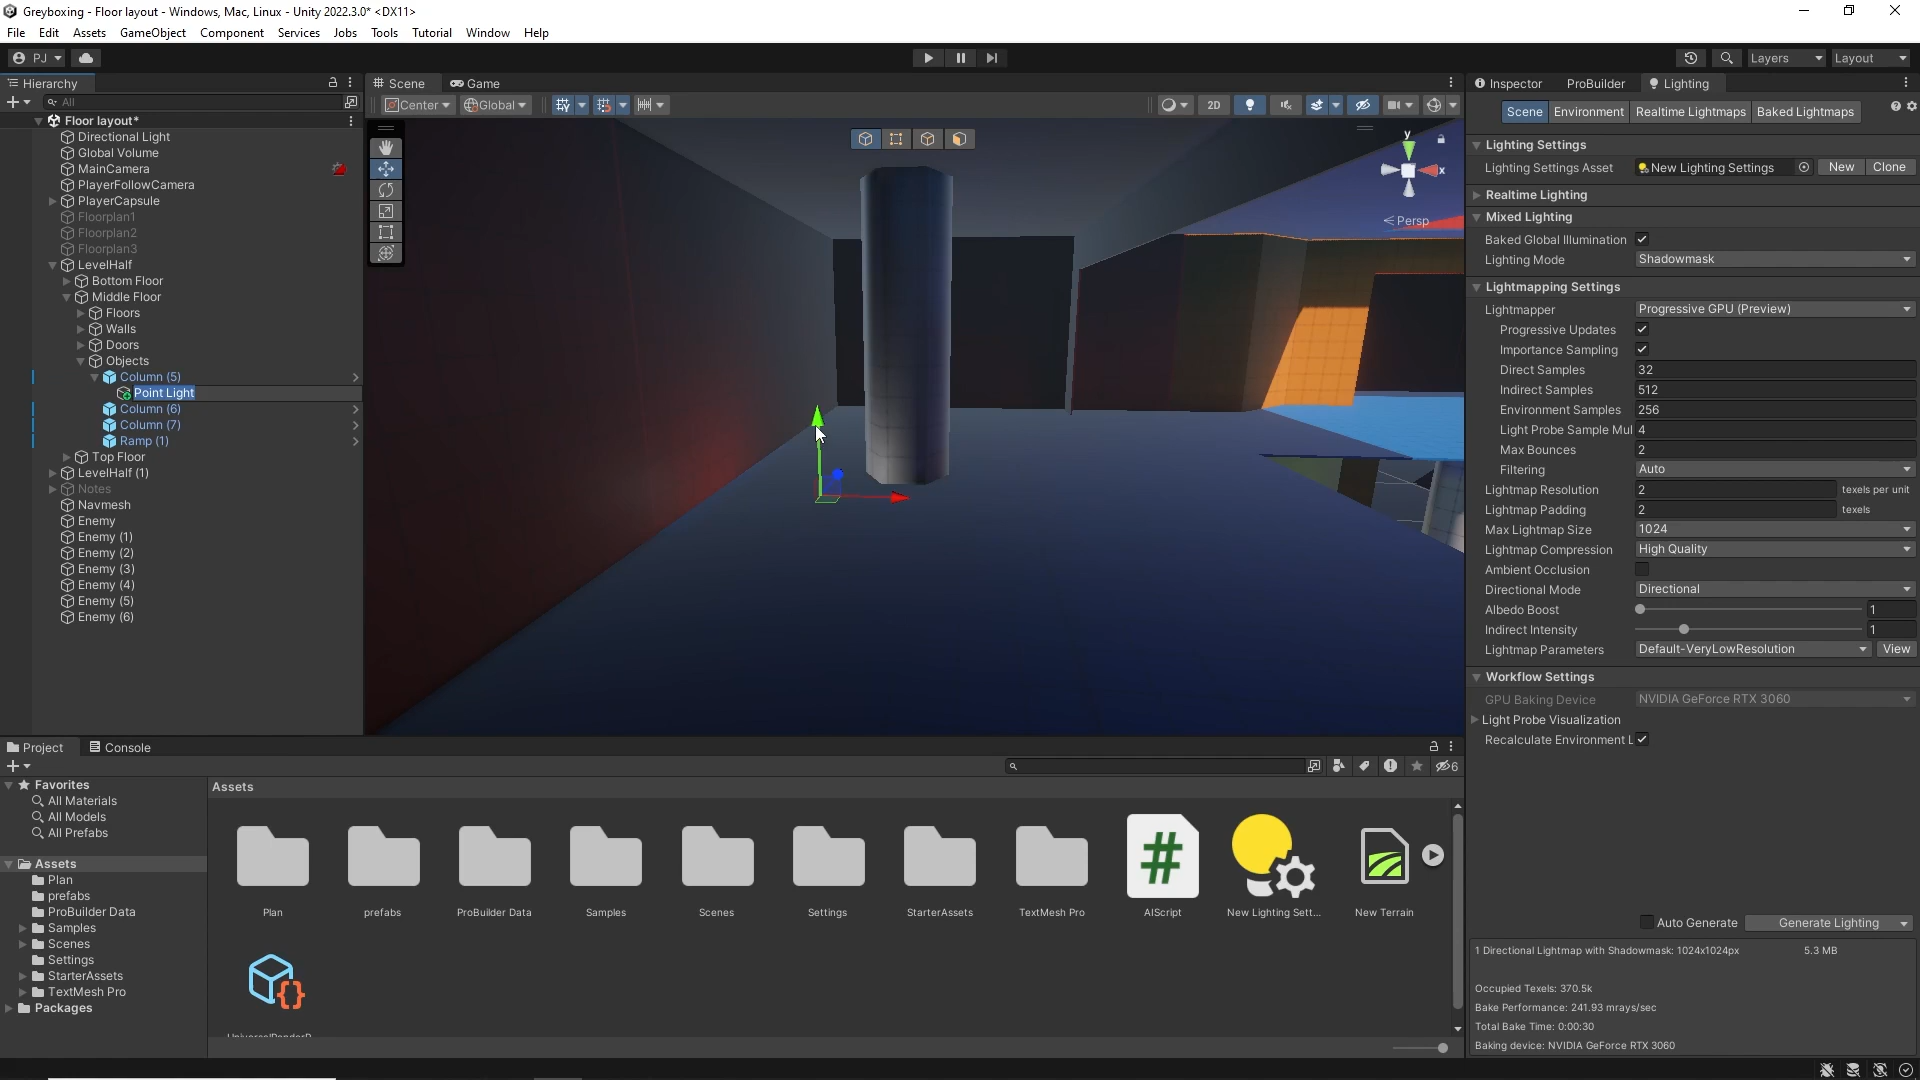 Greyboxing - Floor layout - Windows, Mac, Linux - Unity 2022.3.0* <DX11>
File Edit Assets GameObject Component Services Jobs Tools Tutorial Window Help
PJ
Layers
Layout
Hierarchy
All
Floor layout*
Directional Light
Global Volume
MainCamera
PlayerFollowCamera
PlayerCapsule
Floorplan1
Floorplan2
Floorplan3
LevelHalf
Bottom Floor
Middle Floor
Floors
Walls
Doors
Objects
Column (5)
Point Light
Column (6)
Column (7)
Ramp (1)
Top Floor
LevelHalf (1)
Notes
Navmesh
Enemy
Enemy (1)
Enemy (2)
Enemy (3)
Enemy (4)
Enemy (5)
Enemy (6)
Scene Game
Center Global
2D
y
x
Persp
Inspector ProBuilder Lighting
Scene Environment Realtime Lightmaps Baked Lightmaps
Lighting Settings
Lighting Settings Asset New Lighting Settings New Clone
Realtime Lighting
Mixed Lighting
Baked Global Illumination
Lighting Mode Shadowmask
Lightmapping Settings
Lightmapper Progressive GPU (Preview)
Progressive Updates
Importance Sampling
Direct Samples 32
Indirect Samples 512
Environment Samples 256
Light Probe Sample Mul 4
Max Bounces 2
Filtering Auto
Lightmap Resolution 2 texels per unit
Lightmap Padding 2 texels
Max Lightmap Size 1024
Lightmap Compression High Quality
Ambient Occlusion
Directional Mode Directional
Albedo Boost 1
Indirect Intensity 1
Lightmap Parameters Default-VeryLowResolution View
Workflow Settings
GPU Baking Device NVIDIA GeForce RTX 3060
Light Probe Visualization
Recalculate Environment L
Auto Generate Generate Lighting
1 Directional Lightmap with Shadowmask: 1024x1024px 5.3 MB
Occupied Texels: 370.5k
Bake Performance: 241.93 mrays/sec
Total Bake Time: 0:00:30
Baking device: NVIDIA GeForce RTX 3060
Project Console
6
Favorites
All Materials
All Models
All Prefabs
Assets
Plan
prefabs
ProBuilder Data
Samples
Scenes
Settings
StarterAssets
TextMesh Pro
Packages
Assets
Plan prefabs ProBuilder Data Samples Scenes Settings StarterAssets TextMesh Pro AIScript New Lighting Sett... New Terrain